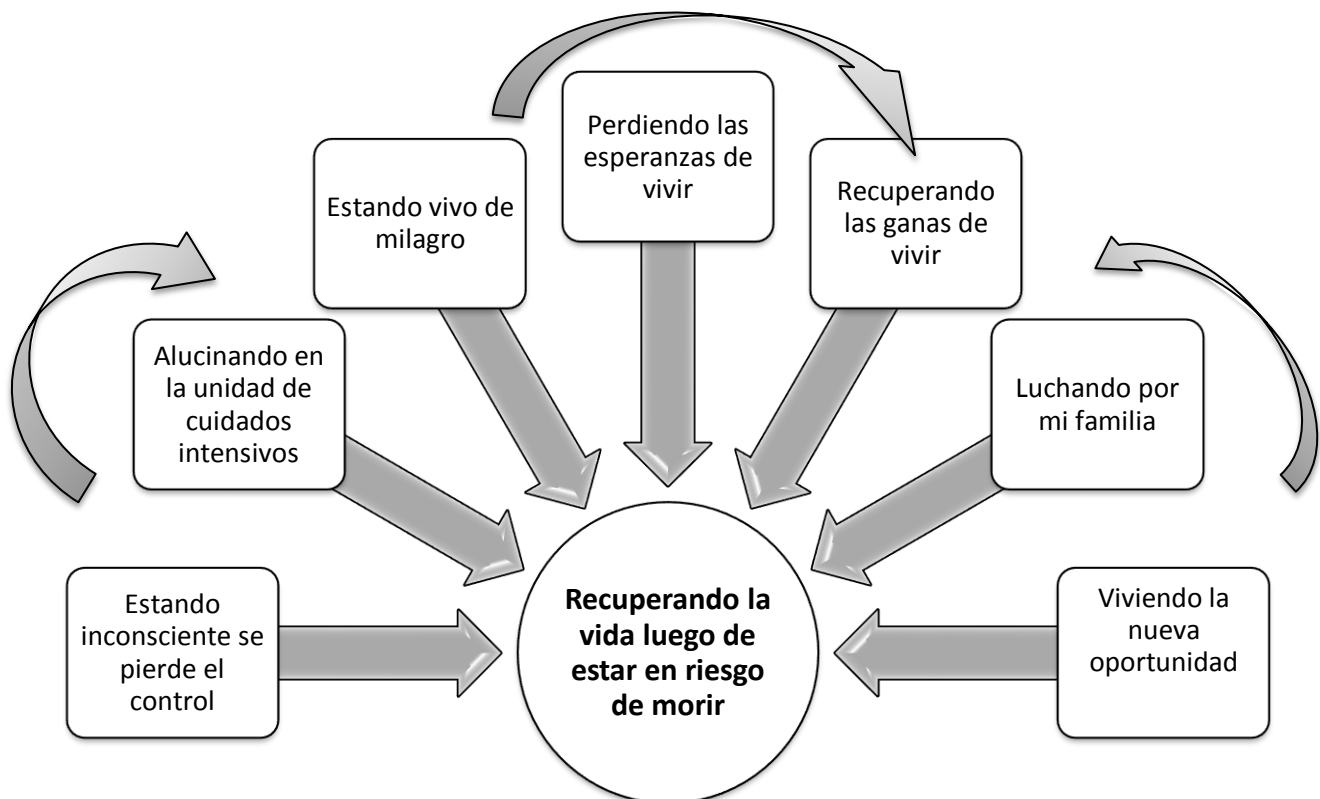 Perdiendo las
esperanzas de
vivir
Estando vivo de
milagro
Recuperando
las ganas de
vivir
Alucinando en
la unidad de
cuidados
intensivos
Luchando por
mi familia
Estando
inconsciente se
pierde el
control
Recuperando la
vida luego de
estar en riesgo
de morir
Viviendo la
nueva
oportunidad